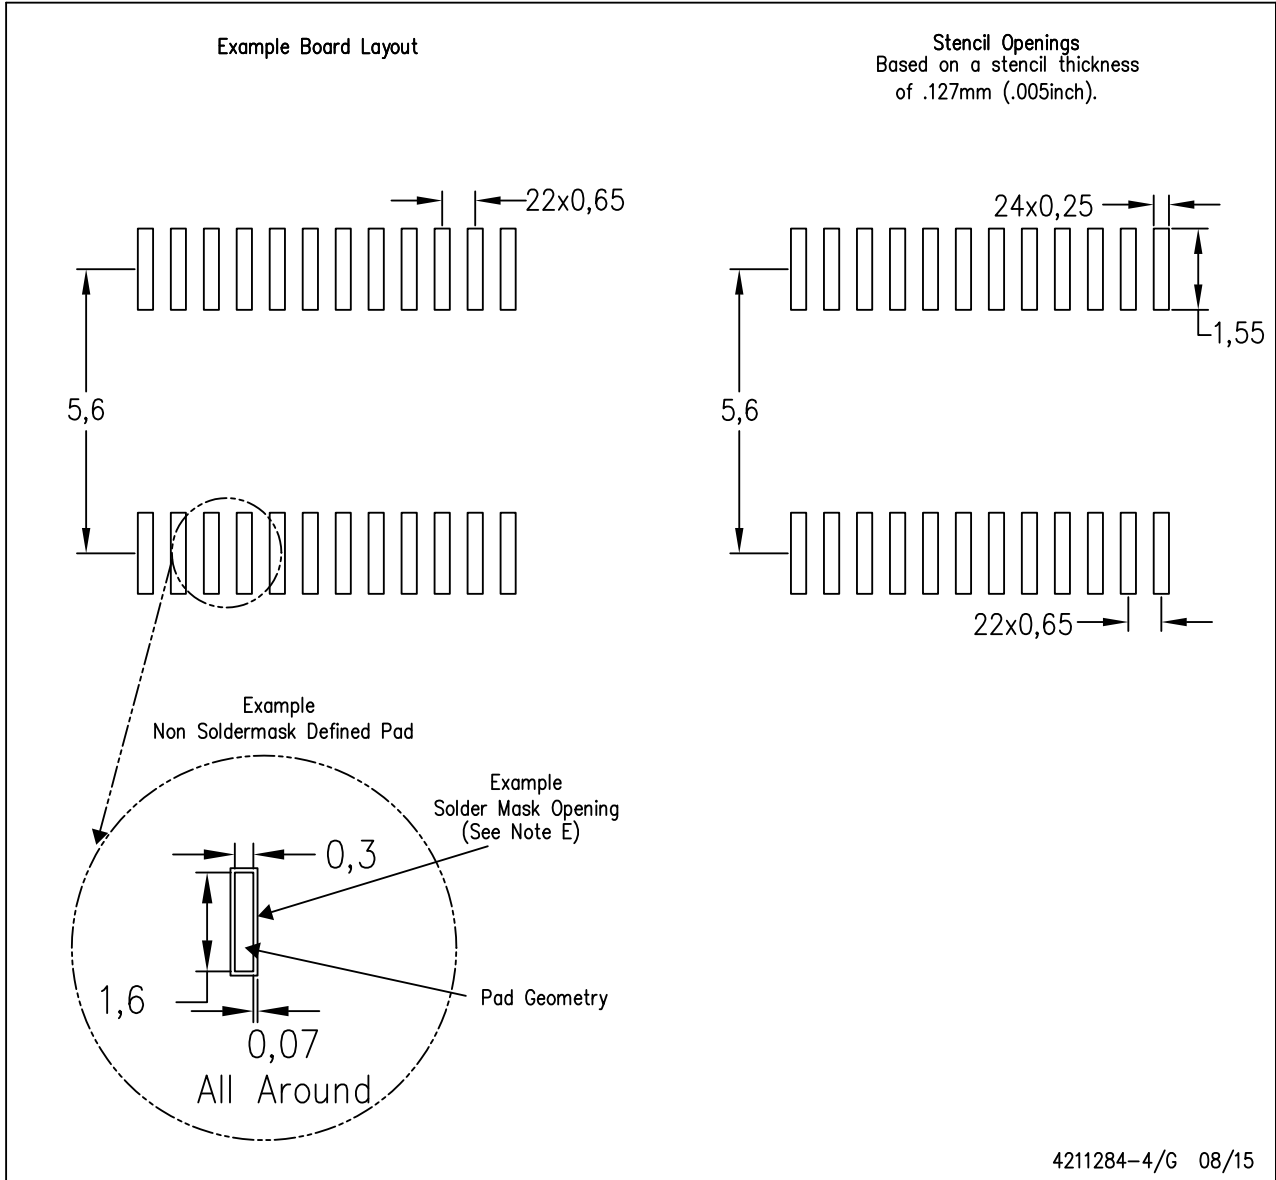 Example Board Layout
Stencil Openings
Based on a stencil thickness
of .127mm (.005inch).
22x0,65
24x0,25
1,55
5,6
5,6
22x0,65
Example
Non Soldermask Defined Pad
Example
Solder Mask Opening
(See Note E)
0,3
1,6
Pad Geometry
0,07
All Around
4211284-4/G 08/15